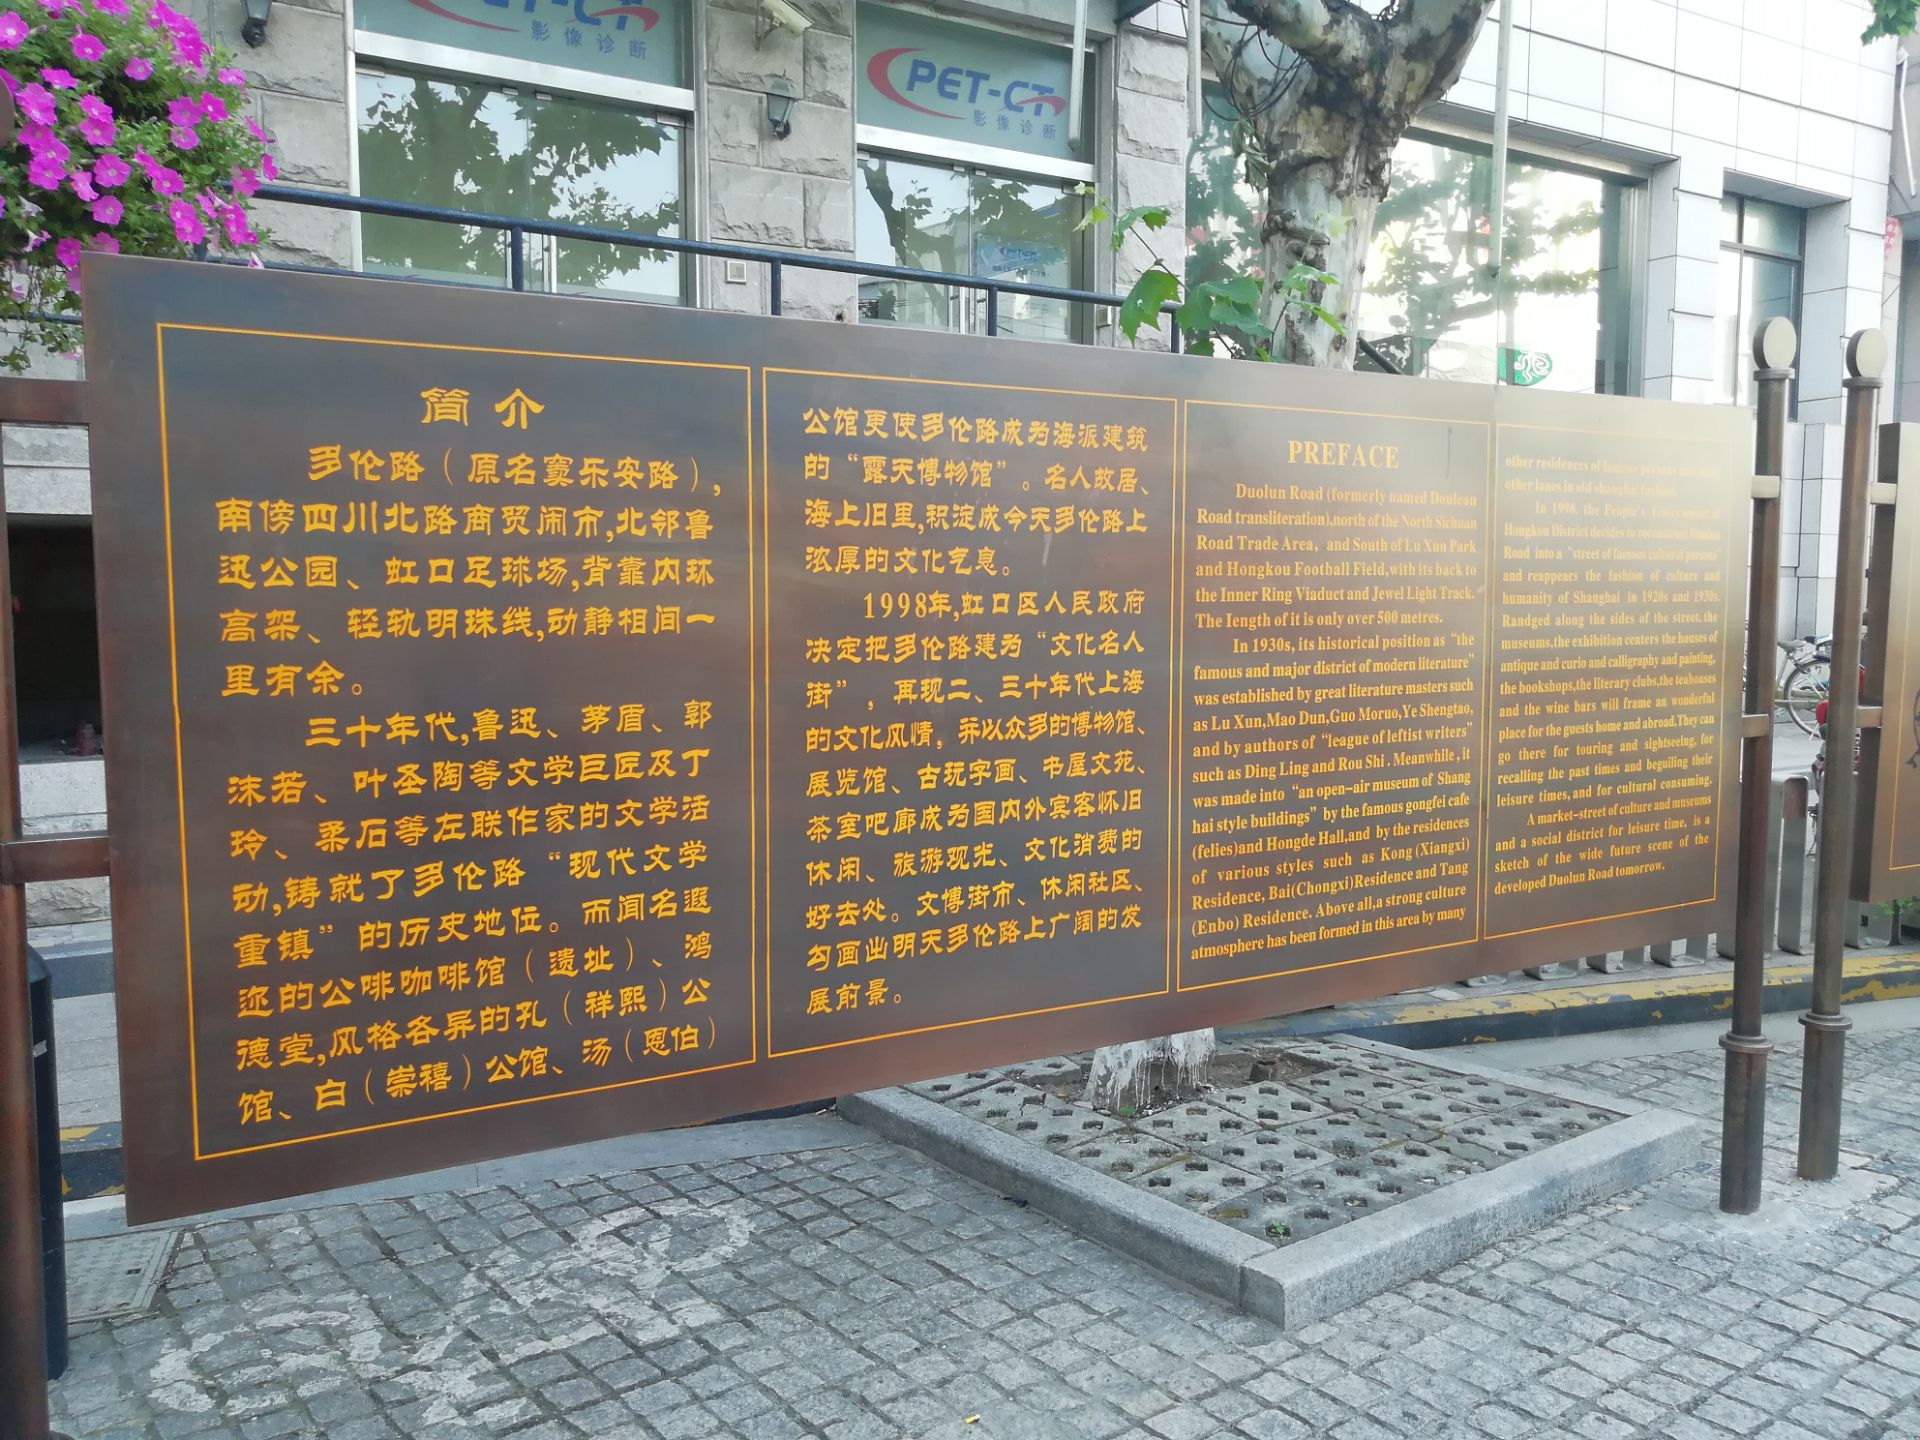 PET-CT
影像诊断
PET-CT
影像诊断
简介
多伦路（原名窦乐安路），
南傍四川北路商贸闹市,北邻鲁
迅公园、虹口足球场,背靠内环
高架、轻轨明珠线,动静相间一
里有余。
三十年代,鲁迅、茅盾、郭
沫若、叶圣陶等文学巨匠及丁
玲、柔石等左联作家的文学活
动,铸就了多伦路“现代文学
重镇”的历史地位。而闻名遐
迩的公啡咖啡馆（遗址）、鸿
德堂,风格各异的孔（祥熙）公
馆、白（崇禧）公馆、汤（恩伯）
公馆更使多伦路成为海派建筑
的“露天博物馆”。名人故居、
海上旧里,积淀成今天多伦路上
浓厚的文化气息。
1998年,虹口区人民政府
决定把多伦路建为“文化名人
街”，再现二、三十年代上海
的文化风情，并以众多的博物馆、
展览馆、古玩字画、书屋文苑、
茶室吧廊成为国内外宾客怀旧
休闲、旅游观光、文化消费的
好去处。文博街市、休闲社区、
勾画出明天多伦路上广阔的发
展前景。
PREFACE
Duolun Road (formerly named Doulean
Road transliteration),north of the North Sichuan
Road Trade Area, and South of Lu Xun Park
and Hongkou Football Field,with its back to
the Inner Ring Viaduct and Jewel Light Track.
The length of it is only over 500 metres.
In 1930s, its historical position as “the
famous and major district of modern literature”
was established by great literature masters such
as Lu Xun,Mao Dun,Guo Moruo,Ye Shengtao,
and by authors of “league of leftist writers”
such as Ding Ling and Rou Shi. Meanwhile, it
was made into “an open-air museum of Shang
hai style buildings” by the famous gongfei cafe
(felies)and Hongde Hall,and by the residences
of various styles such as Kong (Xiangxi)
Residence, Bai(Chongxi)Residence and Tang
(Enbo) Residence. Above all,a strong culture
atmosphere has been formed in this area by many
other residences of famous persons and many
other lanes in old shanghai fashion.
In 1998, the People's Government of
Hongkou District decides to reconstruct Duolun
Road into a “street of famous cultural persons”
and reappears the fashion of culture and
humanity of Shanghai in 1920s and 1930s.
Randged along the sides of the street, the
museums,the exhibition centers the houses of
antique and curio and calligraphy and painting,
the bookshops,the literary clubs,the teahouses
and the wine bars will frame an wonderful
place for the guests home and abroad.They can
go there for touring and sightseeing, for
recalling the past times and beguiling their
leisure times, and for cultural consuming.
A market-street of culture and museums
and a social district for leisure time, is a
sketch of the wide future scene of the
developed Duolun Road tomorrow.